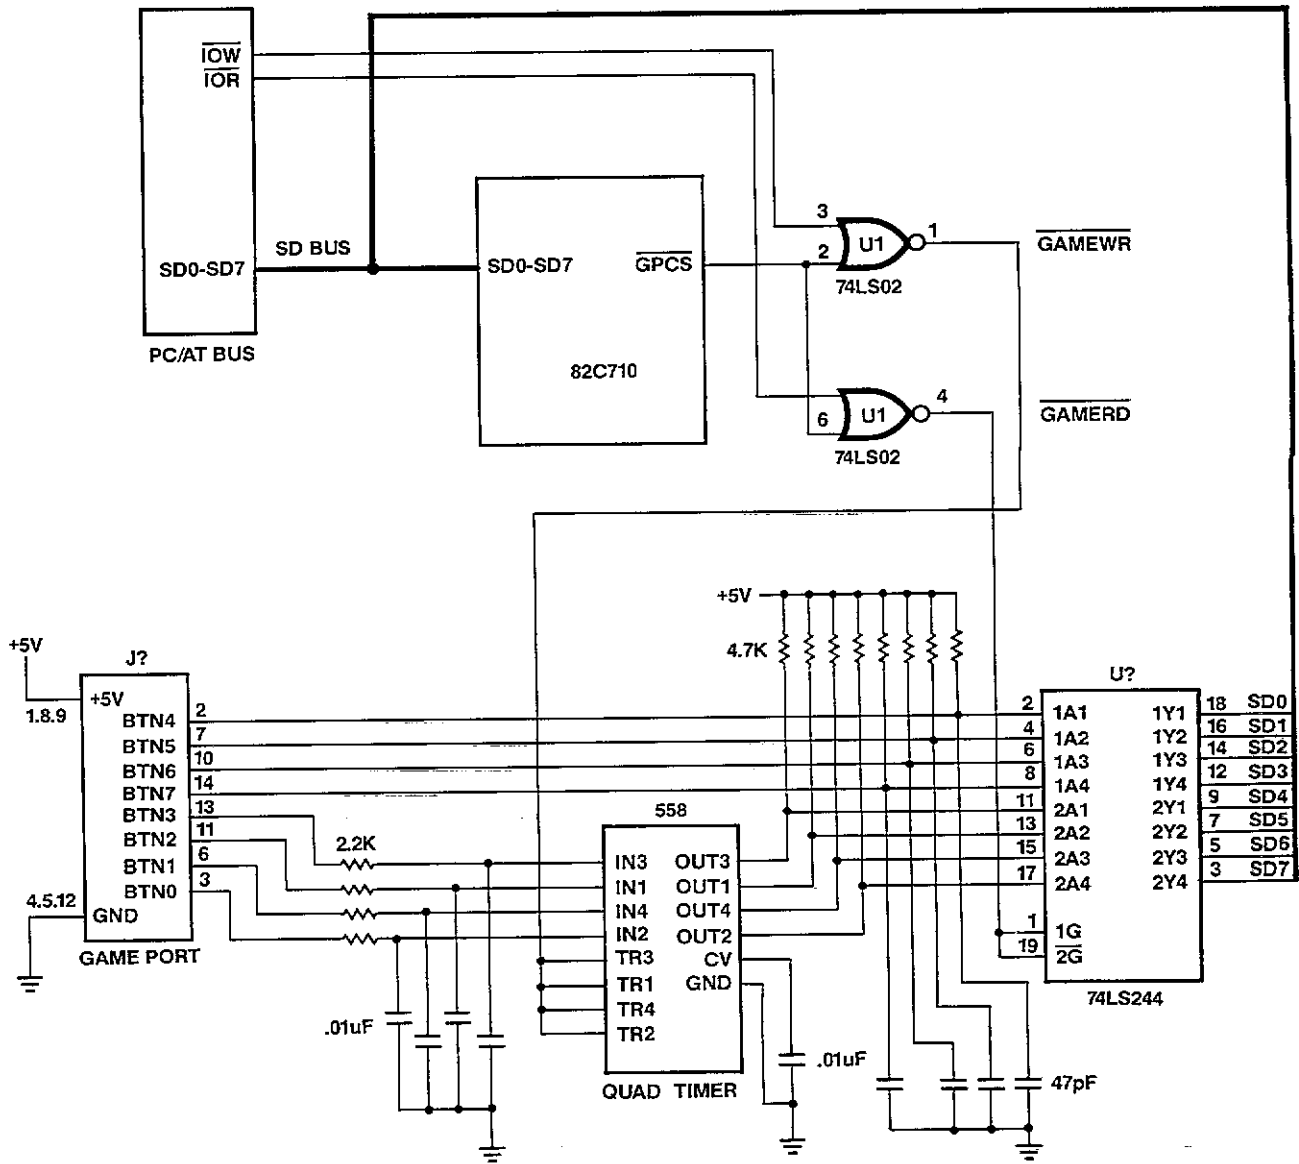 IOW
IOR
SD BUS
SD0-SD7
PC/AT BUS
SD0-SD7
GPCS
82C710
3
2
U1
1
74LS02
GAMEWR
6
U1
4
74LS02
GAMERD
+5V
4.7K
+5V
J?
1.8.9
+5V
BTN4 2
BTN5 7
BTN6 10
BTN7 14
BTN3 13
BTN2 11
BTN1 6
BTN0 3
4.5.12
GND
GAME PORT
2.2K
.01uF
558
IN3 OUT3
IN1 OUT1
IN4 OUT4
IN2 OUT2
TR3 CV
TR1 GND
TR4
TR2
QUAD TIMER
.01uF
47pF
U?
2 1A1 1Y1 18 SD0
4 1A2 1Y2 16 SD1
6 1A3 1Y3 14 SD2
8 1A4 1Y4 12 SD3
11 2A1 2Y1 9 SD4
13 2A2 2Y2 7 SD5
15 2A3 2Y3 5 SD6
17 2A4 2Y4 3 SD7
1 1G
19 2G
74LS244